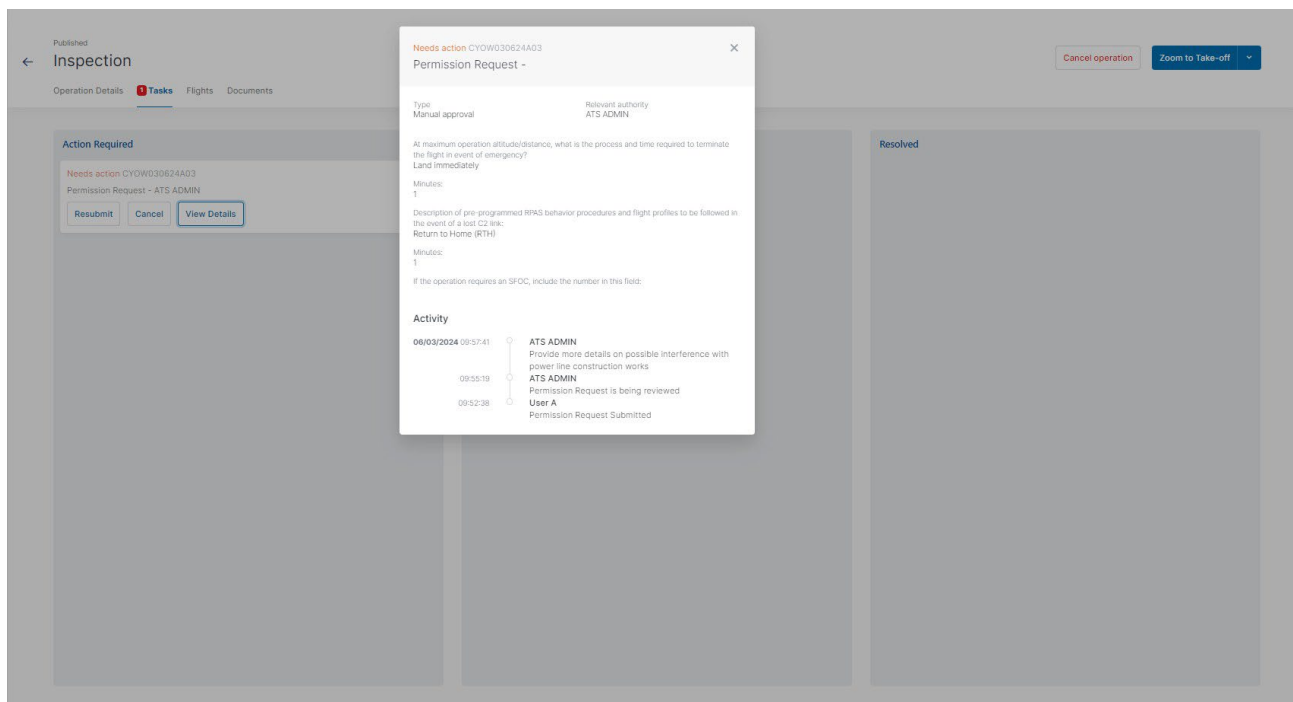 Published
Inspection
Cancel operation
Zoom to Take-off
Operation Details
1 Tasks
Flights
Documents
Action Required
Needs action CYOW030624A03
Permission Request - ATS ADMIN
Resubmit
Cancel
View Details
Needs action CYOW030624A03
Permission Request -
Type
Manual approval
Relevant authority
ATS ADMIN
At maximum operation altitude/distance, what is the process and time required to terminate
the flight in event of emergency?
Land immediately
Minutes:
1
Description of pre-programmed RPAS behavior procedures and flight profiles to be followed in
the event of a lost C2 link:
Return to Home (RTH)
Minutes:
1
If the operation requires an SFOC, include the number in this field:
Activity
06/03/2024 09:57:41
ATS ADMIN
Provide more details on possible interference with
power line construction works
09:55:19
ATS ADMIN
Permission Request is being reviewed
09:52:38
User A
Permission Request Submitted
Resolved